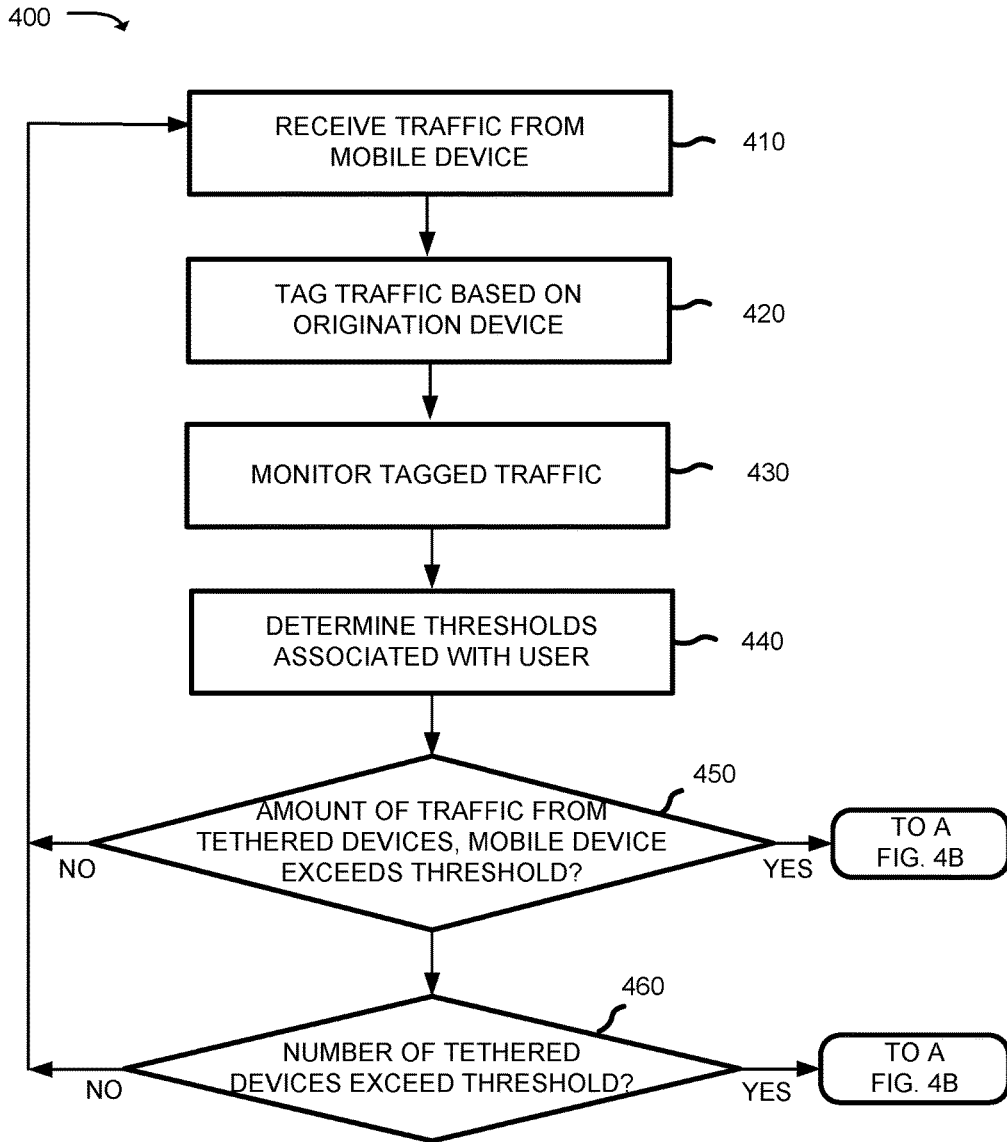 400
RECEIVE TRAFFIC FROM
MOBILE DEVICE
410
TAG TRAFFIC BASED ON
ORIGINATION DEVICE
420
MONITOR TAGGED TRAFFIC
430
DETERMINE THRESHOLDS
ASSOCIATED WITH USER
440
450
AMOUNT OF TRAFFIC FROM
TETHERED DEVICES, MOBILE DEVICE
EXCEEDS THRESHOLD?
NO
YES
TO A
FIG. 4B
460
NUMBER OF TETHERED
DEVICES EXCEED THRESHOLD?
NO
YES
TO A
FIG. 4B